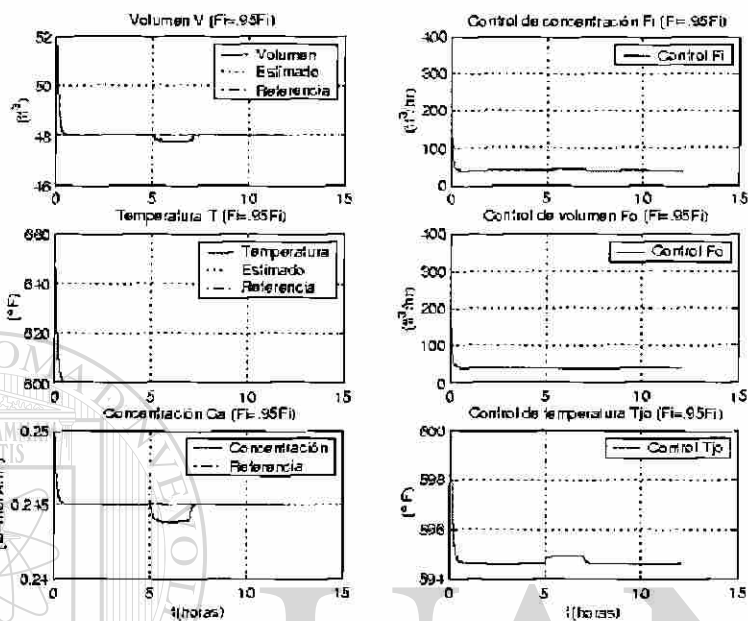 Volumen V (Fi=.95Fi)
52
50
48
46
(ft³)
Volumen
Estimado
Referencia
0
5
10
15
Temperatura T (Fi=.95Fi)
660
640
620
600
(°F)
Temperatura
Estimado
Referencia
0
5
10
15
Concentración Ca (Fi=.95Fi)
0.25
0.245
0.24
Concentración
Referencia
0
5
10
15
t(horas)
Control de concentración Fi (Fi=.95Fi)
400
300
200
100
0
(ft³/hr)
Control Fi
0
5
10
15
Control de volumen Fo (Fi=.95Fi)
400
300
200
100
0
(ft³/hr)
Control Fo
0
5
10
15
Control de temperatura Tjo (Fi=.95Fi)
600
598
596
594
(°F)
Control Tjo
0
5
10
15
t(horas)